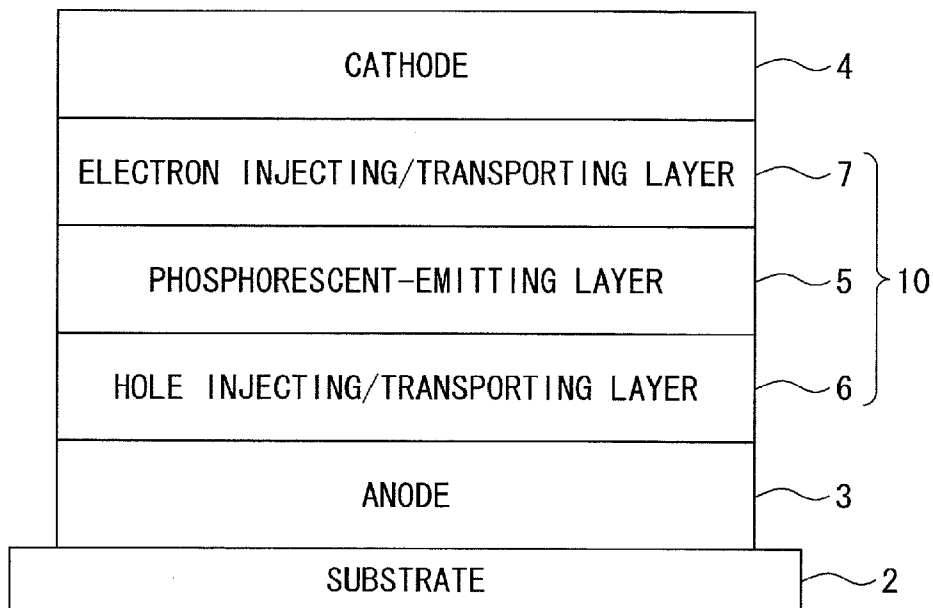 CATHODE 4
ELECTRON INJECTING/TRANSPORTING LAYER 7
PHOSPHORESCENT-EMITTING LAYER 5 10
HOLE INJECTING/TRANSPORTING LAYER 6
ANODE 3
SUBSTRATE 2